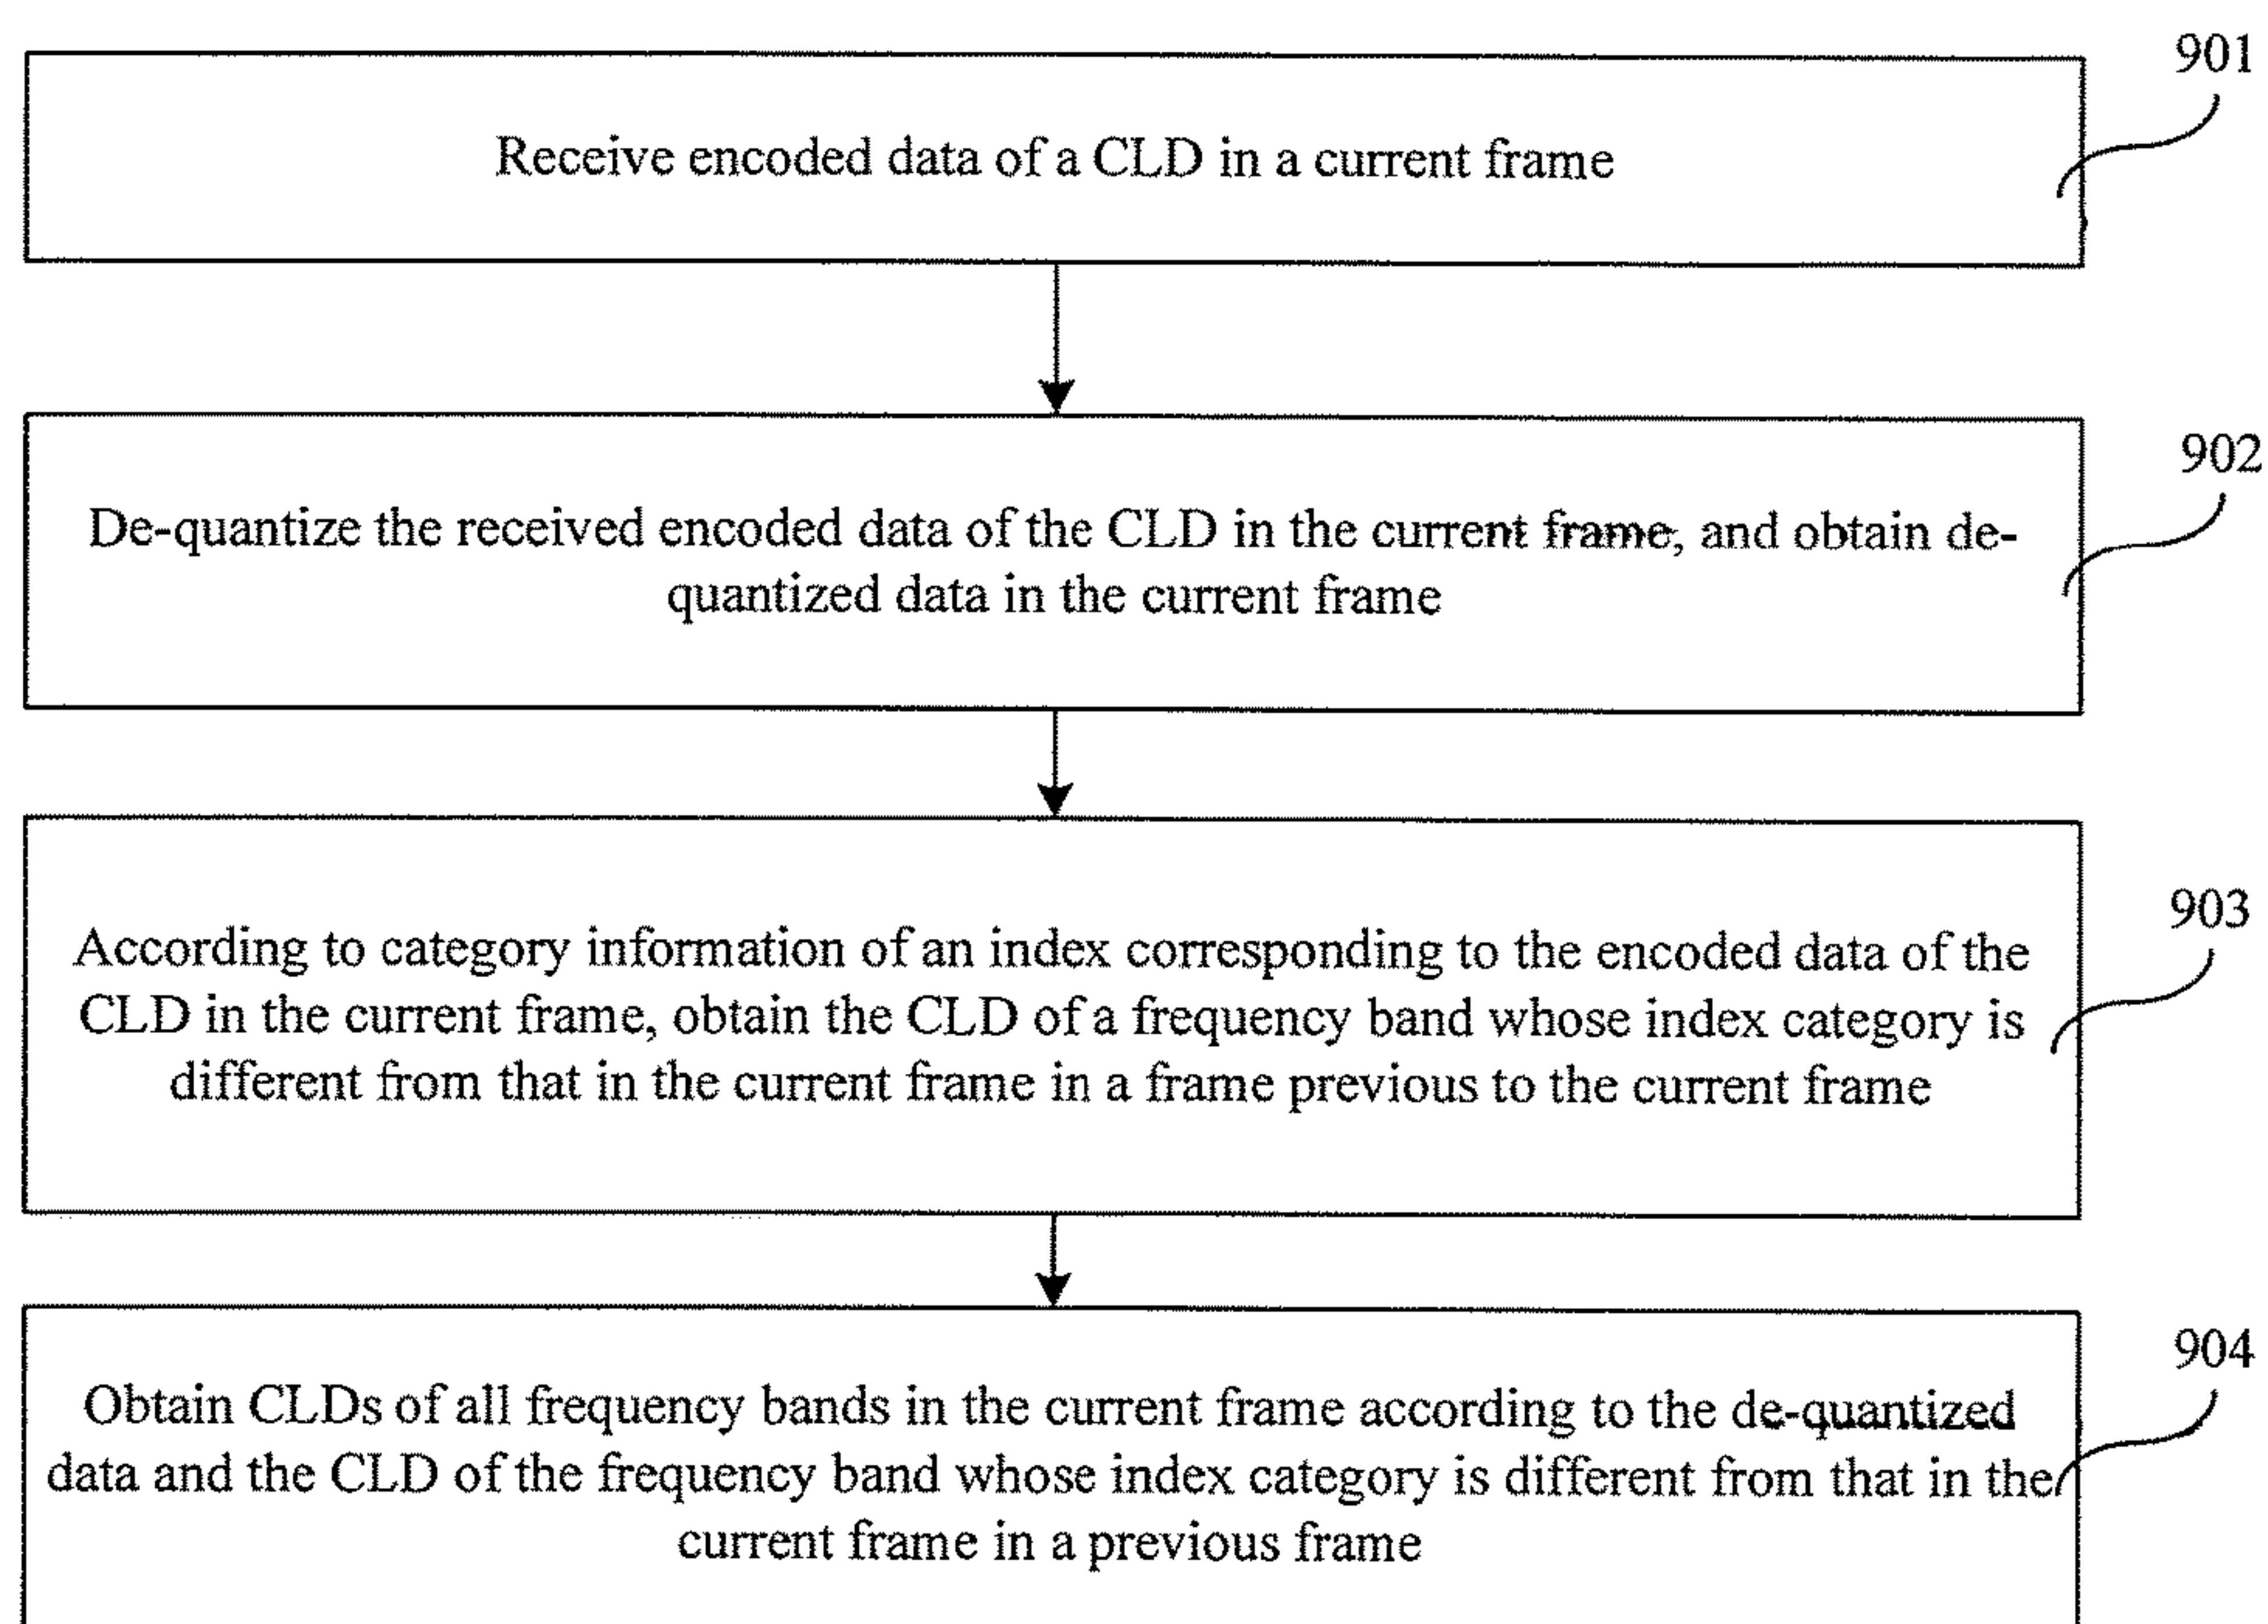 901
Receive encoded data of a CLD in a current frame
902
De-quantize the received encoded data of the CLD in the current frame, and obtain de-
quantized data in the current frame
903
According to category information of an index corresponding to the encoded data of the
CLD in the current frame, obtain the CLD of a frequency band whose index category is
different from that in the current frame in a frame previous to the current frame
904
Obtain CLDs of all frequency bands in the current frame according to the de-quantized
data and the CLD of the frequency band whose index category is different from that in the
current frame in a previous frame